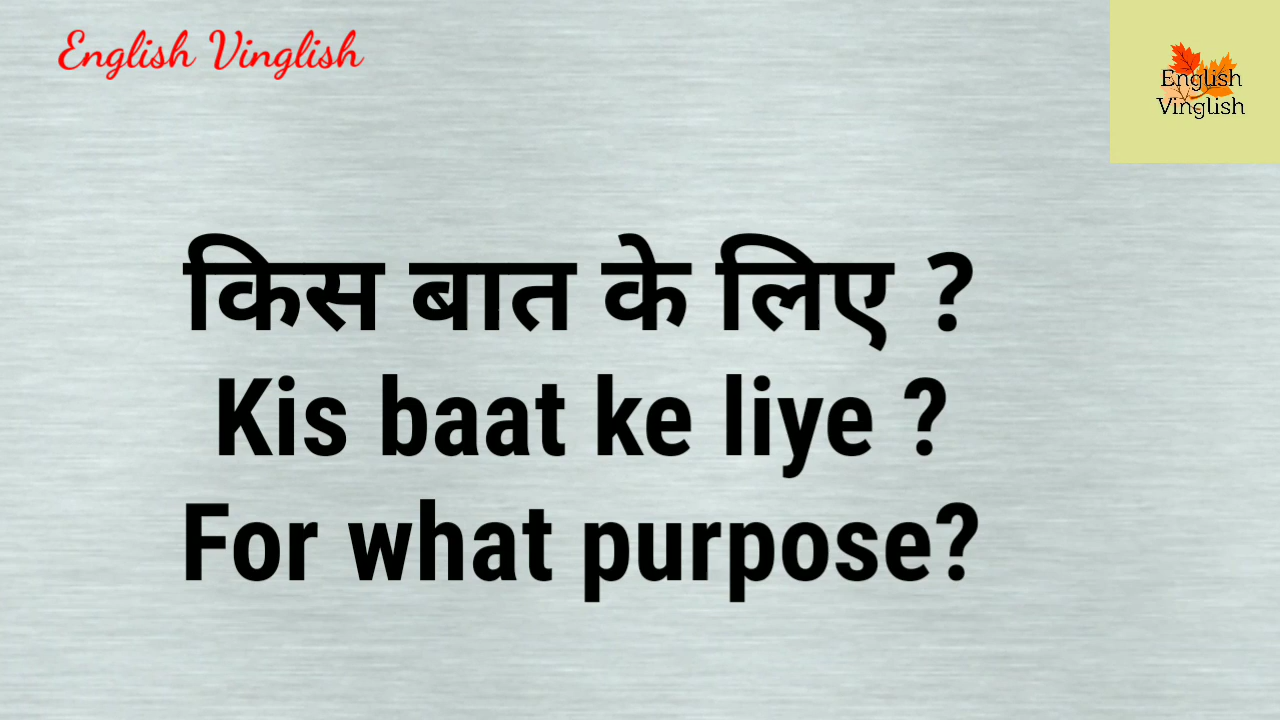 English Vinglish
English
Vinglish
किस बात के लिए ?
Kis baat ke liye ?
For what purpose?